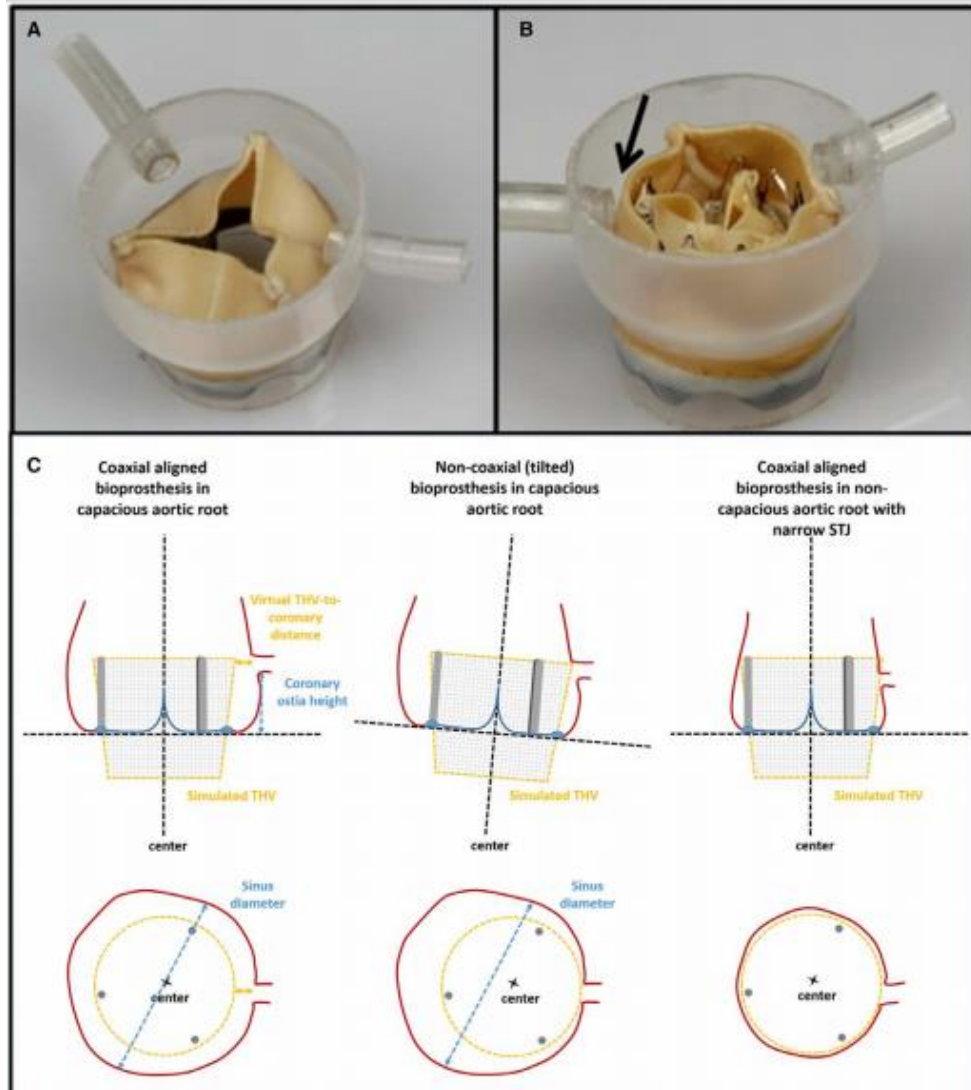 A
B
C
Coaxial aligned
bioprosthesis in
capacious aortic root
Non-coaxial (tilted)
bioprosthesis in capacious
aortic root
Coaxial aligned
bioprosthesis in non-
capacious aortic root with
narrow STJ
Virtual THV-to-
coronary
distance
Coronary
ostia height
Simulated THV
Simulated THV
Simulated THV
center
center
center
Sinus
diameter
Sinus
diameter
center
center
center